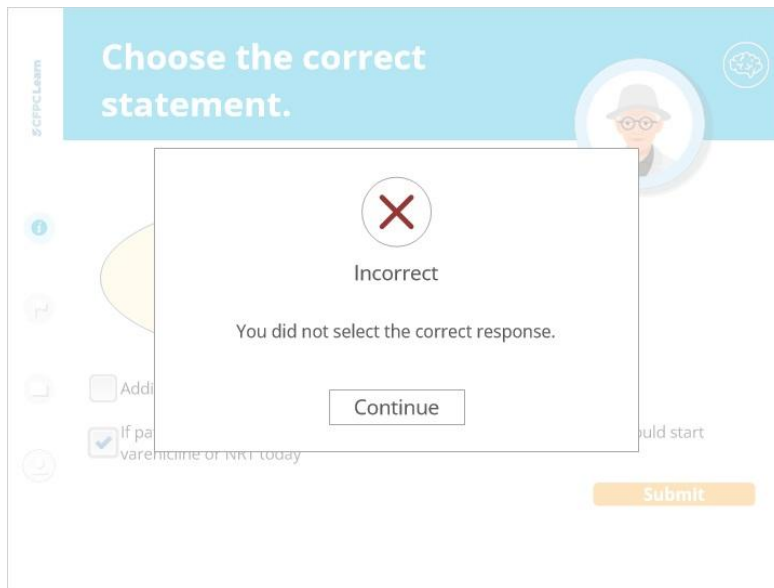 CFPCLearn
Choose the correct
statement.
Incorrect
You did not select the correct response.
Continue
Addi
If pa
uld start
varenicline or NRT today
Submit